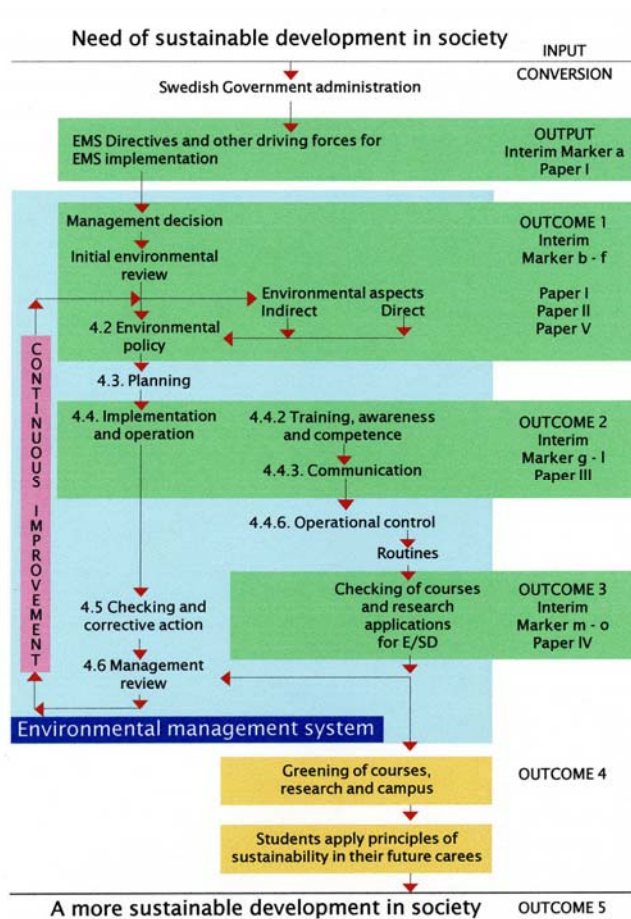 Need of sustainable development in society
INPUT
CONVERSION
Swedish Government administration
EMS Directives and other driving forces for
EMS implementation
OUTPUT
Interim Marker a
Paper I
Management decision
Initial environmental
review
OUTCOME 1
Interim
Marker b - f
Paper I
Paper II
Paper V
Environmental aspects
Indirect
Direct
4.2 Environmental
policy
4.3. Planning
4.4. Implementation
and operation
4.4.2 Training, awareness
and competence
4.4.3. Communication
OUTCOME 2
Interim
Marker g - l
Paper III
4.4.6. Operational control
Routines
CONTINUOUS IMPROVEMENT
4.5 Checking and
corrective action
Checking of courses
and research
applications
for E/SD
OUTCOME 3
Interim
Marker m - o
Paper IV
4.6 Management
review
Environmental management system
Greening of courses,
research and campus
OUTCOME 4
Students apply principles of
sustainability in their future carees
A more sustainable development in society
OUTCOME 5